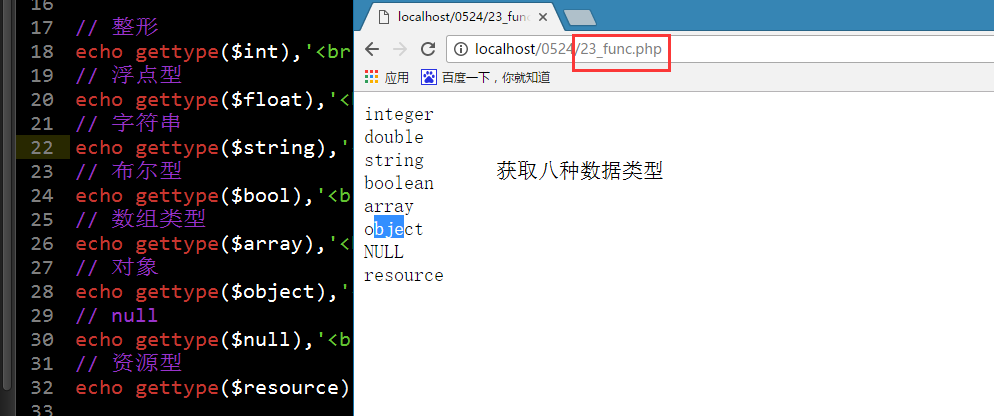 16
17 // 整形
18 echo gettype($int),'<br
19 // 浮点型
20 echo gettype($float),'<
21 // 字符串
22 echo gettype($string),'
23 // 布尔型
24 echo gettype($bool),'<b
25 // 数组类型
26 echo gettype($array),'<
27 // 对象
28 echo gettype($object),'
29 // null
30 echo gettype($null),'<b
31 // 资源型
32 echo gettype($resource)
33
localhost/0524/23_func
localhost/0524/23_func.php
应用 百度一下，你就知道
integer
double
string
boolean
array
object
NULL
resource
获取八种数据类型